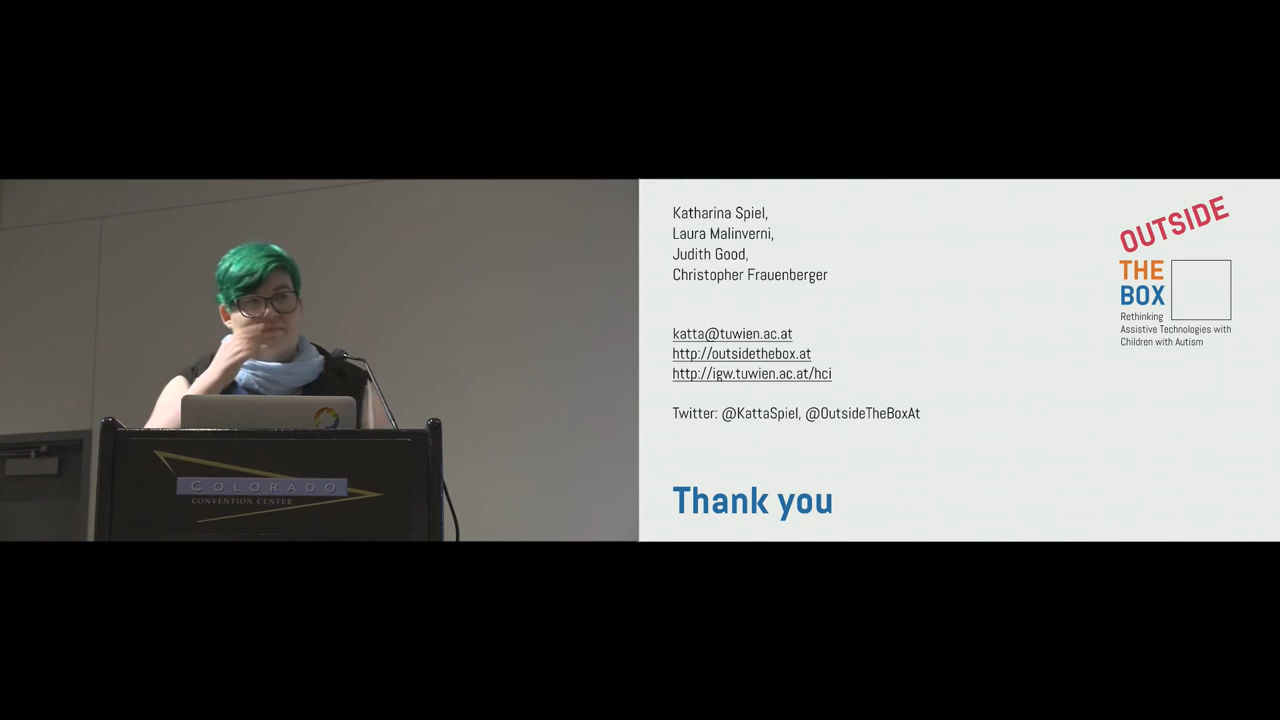 COLORADO
CONVENTION CENTER
Katharina Spiel,
Laura Malinverni,
Judith Good,
Christopher Frauenberger
katta@tuwien.ac.at
http://outsidethebox.at
http://igw.tuwien.ac.at/hci
Twitter: @KattaSpiel, @OutsideTheBoxAt
Thank you
OUTSIDE
THE
BOX
Rethinking
Assistive Technologies with
Children with Autism